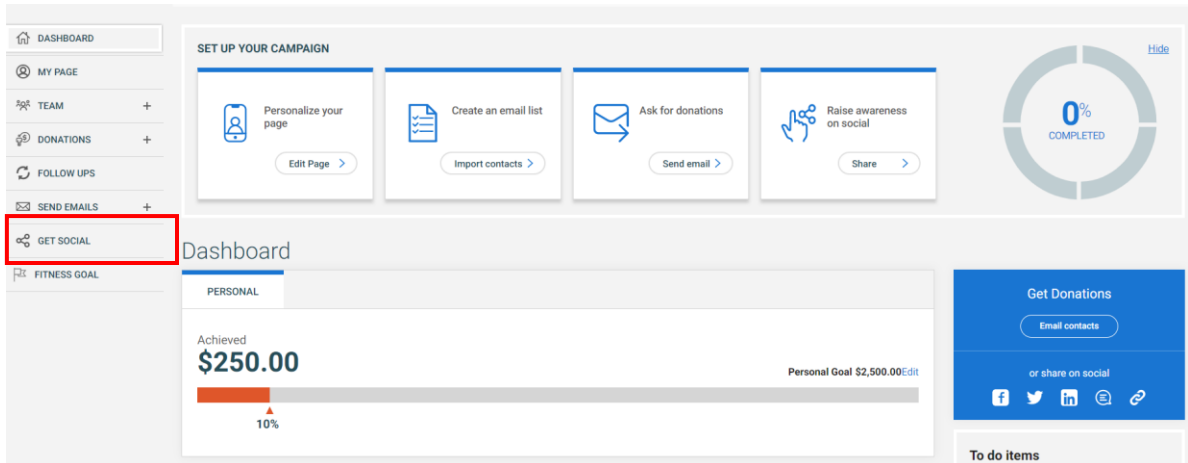 DASHBOARD
MY PAGE
TEAM +
DONATIONS +
FOLLOW UPS
SEND EMAILS +
GET SOCIAL
FITNESS GOAL
SET UP YOUR CAMPAIGN
Hide
Personalize your
page
Edit Page >
Create an email list
Import contacts >
Ask for donations
Send email >
Raise awareness
on social
Share >
0%
COMPLETED
Dashboard
PERSONAL
Achieved
$250.00
Personal Goal $2,500.00Edit
10%
Get Donations
Email contacts
or share on social
To do items